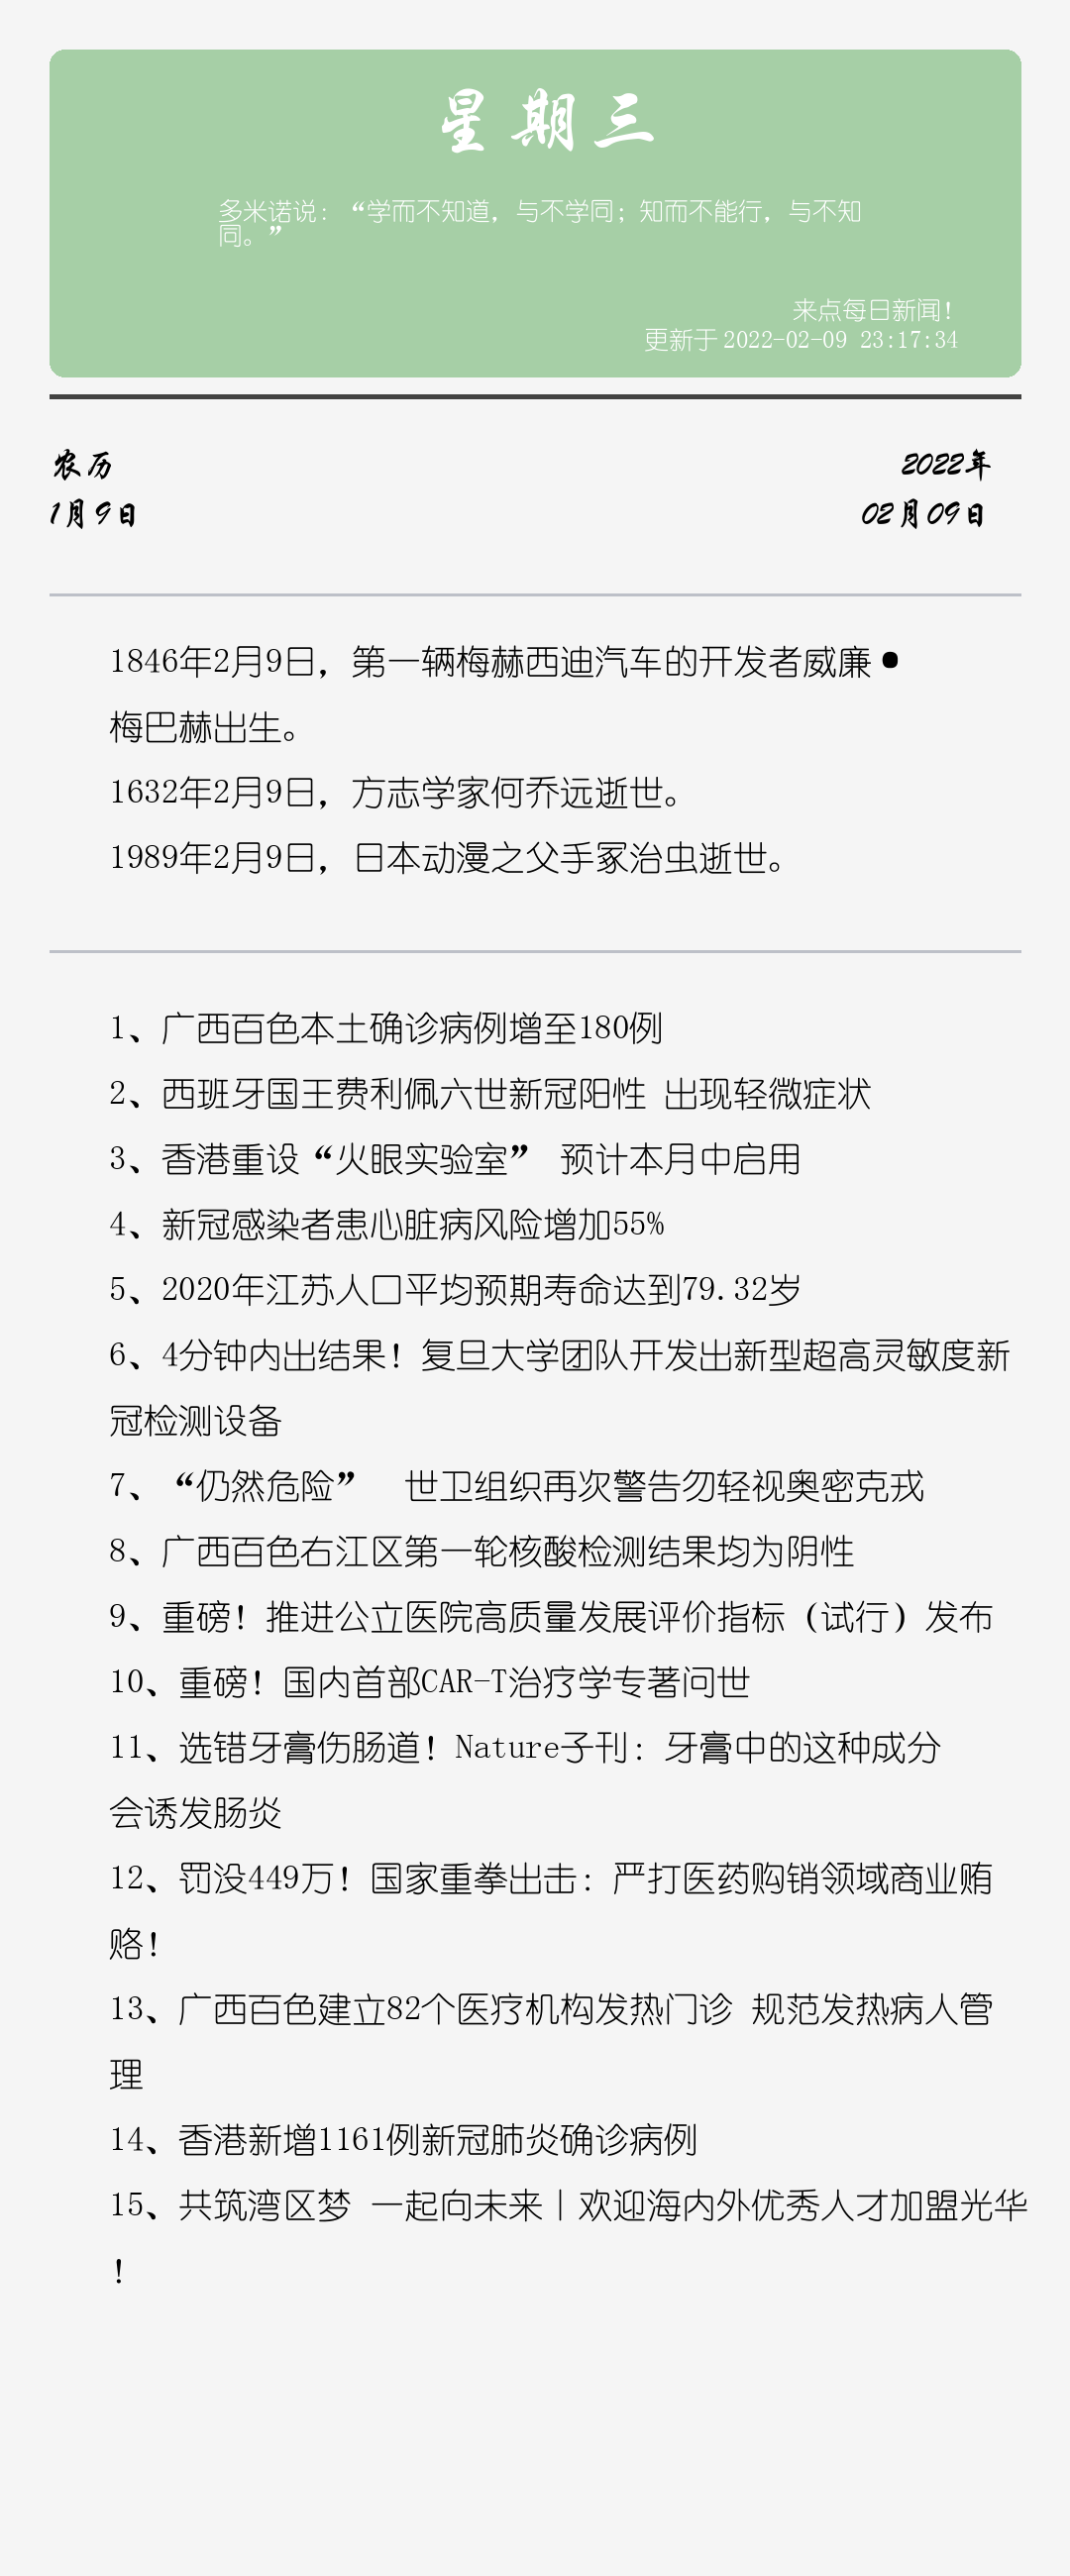 星期三
多米诺说：“学而不知道，与不学同；知而不能行，与不知
同。”
来点每日新闻！
更新于 2022-02-09 23:17:34
农历
2022年
1月9日
02月09日
1846年2月9日，第一辆梅赫西迪汽车的开发者威廉•
梅巴赫出生。
1632年2月9日，方志学家何乔远逝世。
1989年2月9日，日本动漫之父手冢治虫逝世。
1、广西百色本土确诊病例增至180例
2、西班牙国王费利佩六世新冠阳性 出现轻微症状
3、香港重设“火眼实验室” 预计本月中启用
4、新冠感染者患心脏病风险增加55%
5、2020年江苏人口平均预期寿命达到79.32岁
6、4分钟内出结果！复旦大学团队开发出新型超高灵敏度新
冠检测设备
7、“仍然危险”  世卫组织再次警告勿轻视奥密克戎
8、广西百色右江区第一轮核酸检测结果均为阴性
9、重磅！推进公立医院高质量发展评价指标（试行）发布
10、重磅！国内首部CAR-T治疗学专著问世
11、选错牙膏伤肠道！Nature子刊：牙膏中的这种成分
会诱发肠炎
12、罚没449万！国家重拳出击：严打医药购销领域商业贿
赂！
13、广西百色建立82个医疗机构发热门诊 规范发热病人管
理
14、香港新增1161例新冠肺炎确诊病例
15、共筑湾区梦 一起向未来丨欢迎海内外优秀人才加盟光华
！